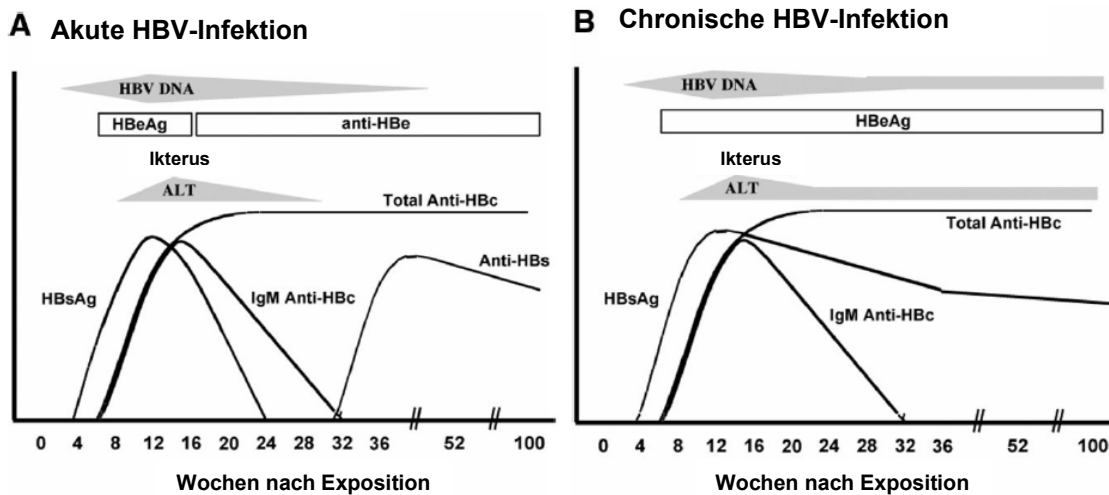 A Akute HBV-Infektion
HBV DNA
HBeAg anti-HBe
Ikterus
ALT
Total Anti-HBc
Anti-HBs
HBsAg
IgM Anti-HBc
0 4 8 12 16 20 24 28 32 36 52 100
Wochen nach Exposition
B Chronische HBV-Infektion
HBV DNA
HBeAg
Ikterus
ALT
Total Anti-HBc
HBsAg
IgM Anti-HBc
0 4 8 12 16 20 24 28 32 36 52 100
Wochen nach Exposition